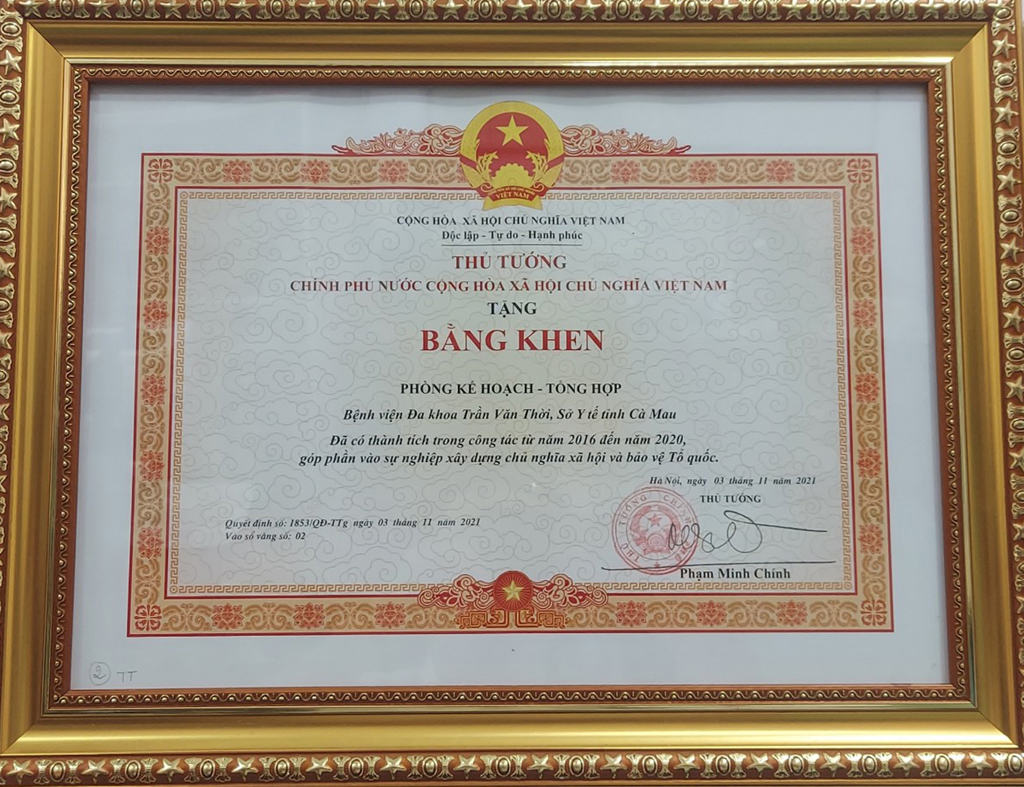 VIỆT NAM
CỘNG HÒA XÃ HỘI CHỦ NGHĨA VIỆT NAM
Độc lập - Tự do - Hạnh phúc
THỦ TƯỚNG
CHÍNH PHỦ NƯỚC CỘNG HÒA XÃ HỘI CHỦ NGHĨA VIỆT NAM
TẶNG
BẰNG KHEN
PHÒNG KẾ HOẠCH - TỔNG HỢP
Bệnh viện Đa khoa Trần Văn Thời, Sở Y tế tỉnh Cà Mau
Đã có thành tích trong công tác từ năm 2016 đến năm 2020,
góp phần vào sự nghiệp xây dựng chủ nghĩa xã hội và bảo vệ Tổ quốc.
Hà Nội, ngày 03 tháng 11 năm 2021
THỦ TƯỚNG
Quyết định số: 1853/QĐ-TTg ngày 03 tháng 11 năm 2021
Vào sổ vàng số: 02
Phạm Minh Chính
2 TT